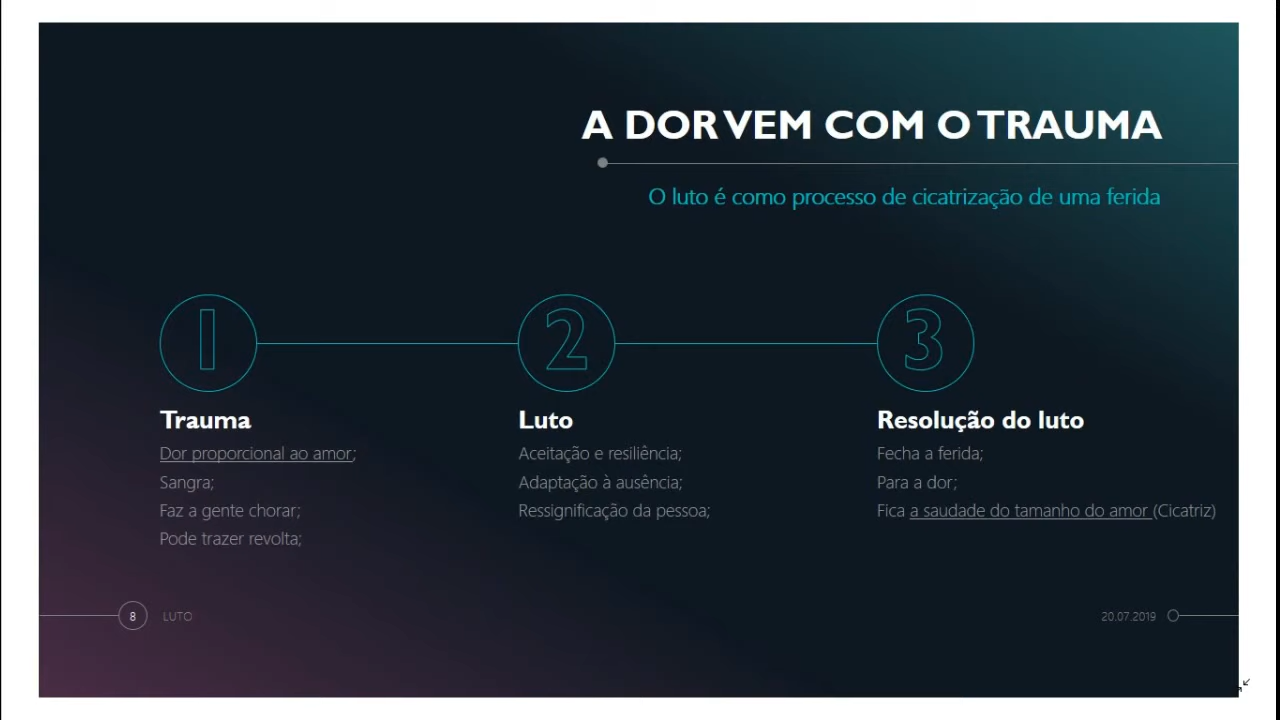 A DOR VEM COM O TRAUMA
O luto é como processo de cicatrização de uma ferida
1
2
3
Trauma
Dor proporcional ao amor;
Sangra;
Faz a gente chorar;
Pode trazer revolta;
Luto
Aceitação e resiliência;
Adaptação à ausência;
Ressignificação da pessoa;
Resolução do luto
Fecha a ferida;
Para a dor;
Fica a saudade do tamanho do amor (Cicatriz)
8
LUTO
20.07.2019